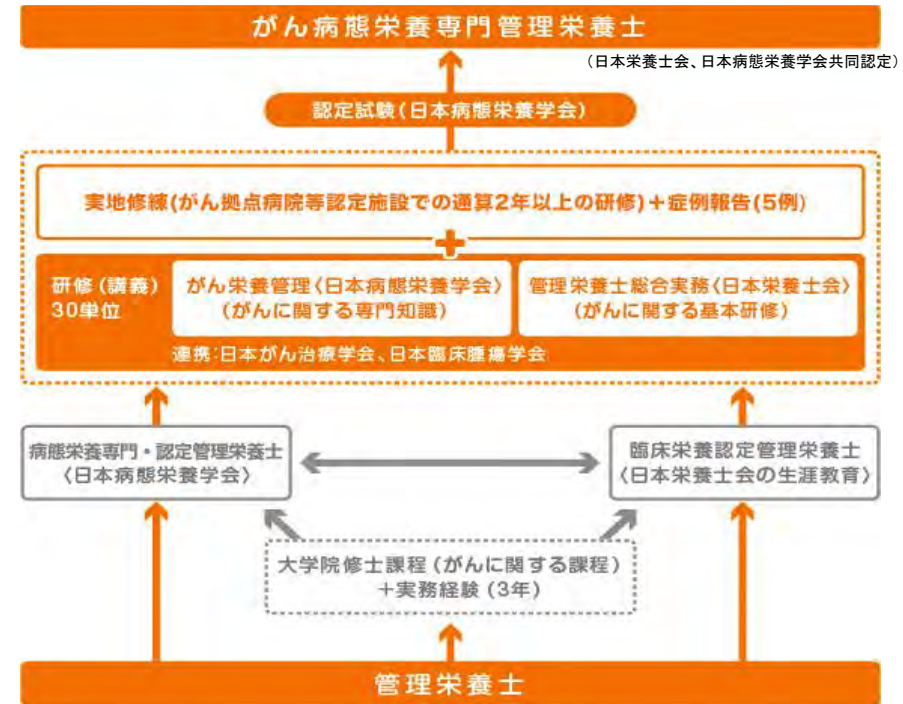 がん病態栄養専門管理栄養士
(日本栄養士会、日本病態栄養学会共同認定)
認定試験(日本病態栄養学会)
実地修練(がん拠点病院等認定施設での通算2年以上の研修)+症例報告(5例)
+
研修(講義)
30単位
がん栄養管理〈日本病態栄養学会〉
(がんに関する専門知識)
管理栄養士総合実務〈日本栄養士会〉
(がんに関する基本研修)
連携:日本がん治療学会、日本臨床腫瘍学会
病態栄養専門・認定管理栄養士
〈日本病態栄養学会〉
臨床栄養認定管理栄養士
〈日本栄養士会の生涯教育〉
大学院修士課程(がんに関する課程)
+実務経験(3年)
管理栄養士